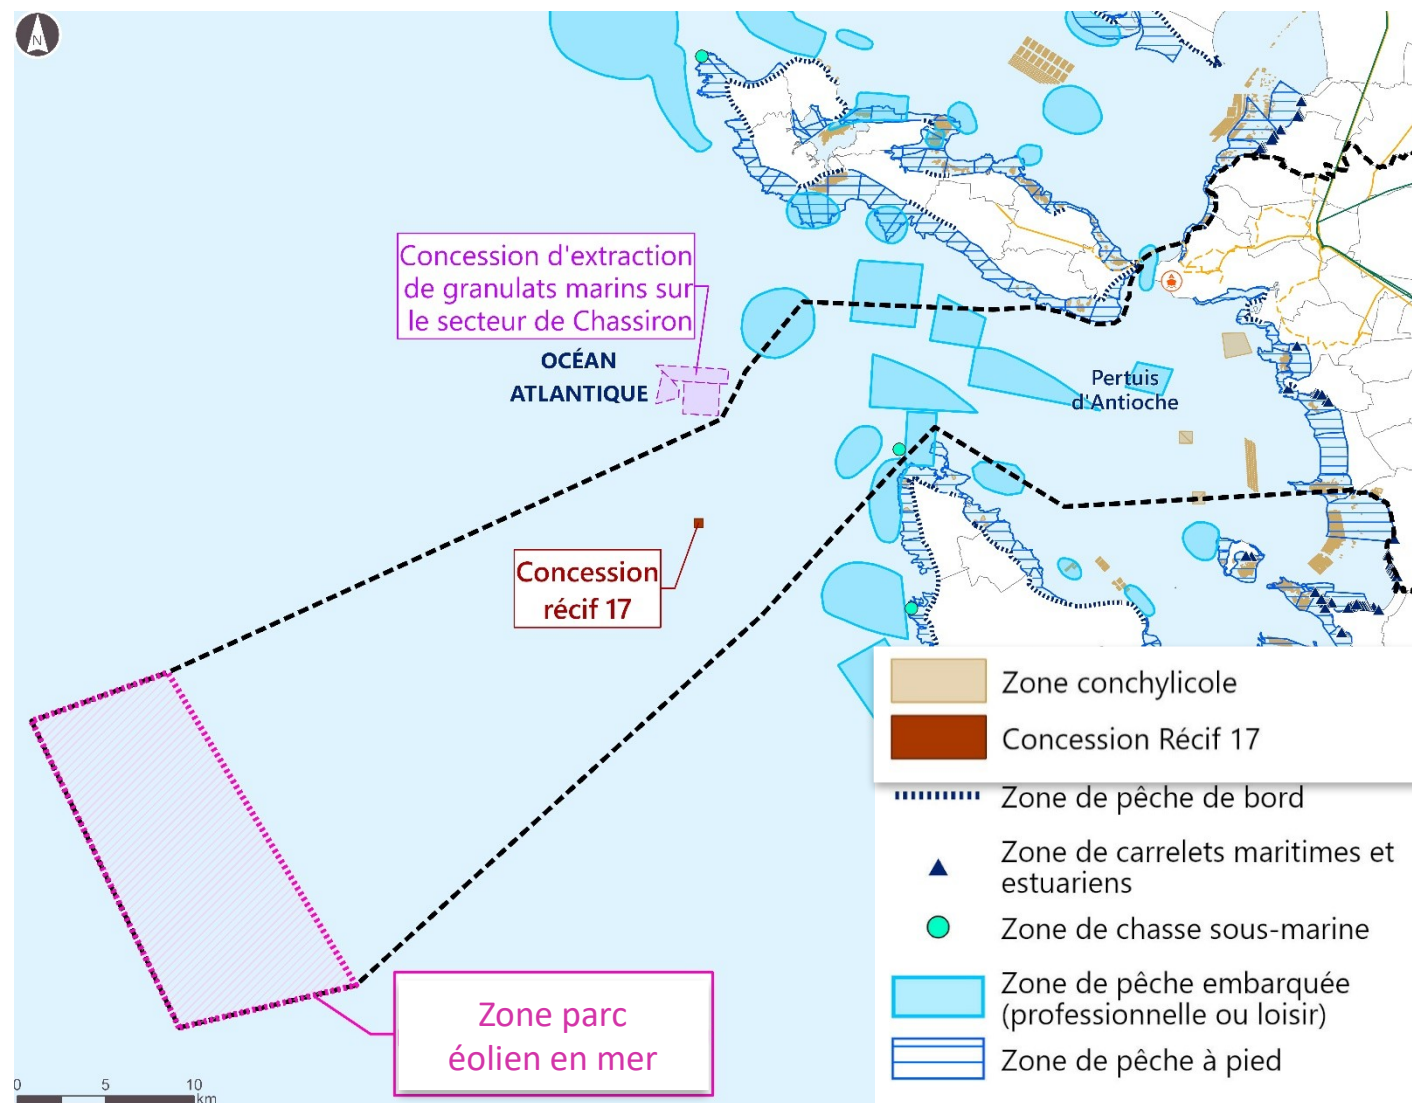 N
Concession d'extraction
de granulats marins sur
le secteur de Chassiron
OCÉAN
ATLANTIQUE
Pertuis
d'Antioche
Concession
récif 17
Zone parc
éolien en mer
Zone conchylicole
Concession Récif 17
Zone de pêche de bord
Zone de carrelets maritimes et
estuariens
Zone de chasse sous-marine
Zone de pêche embarquée
(professionnelle ou loisir)
Zone de pêche à pied
0 5 10
km